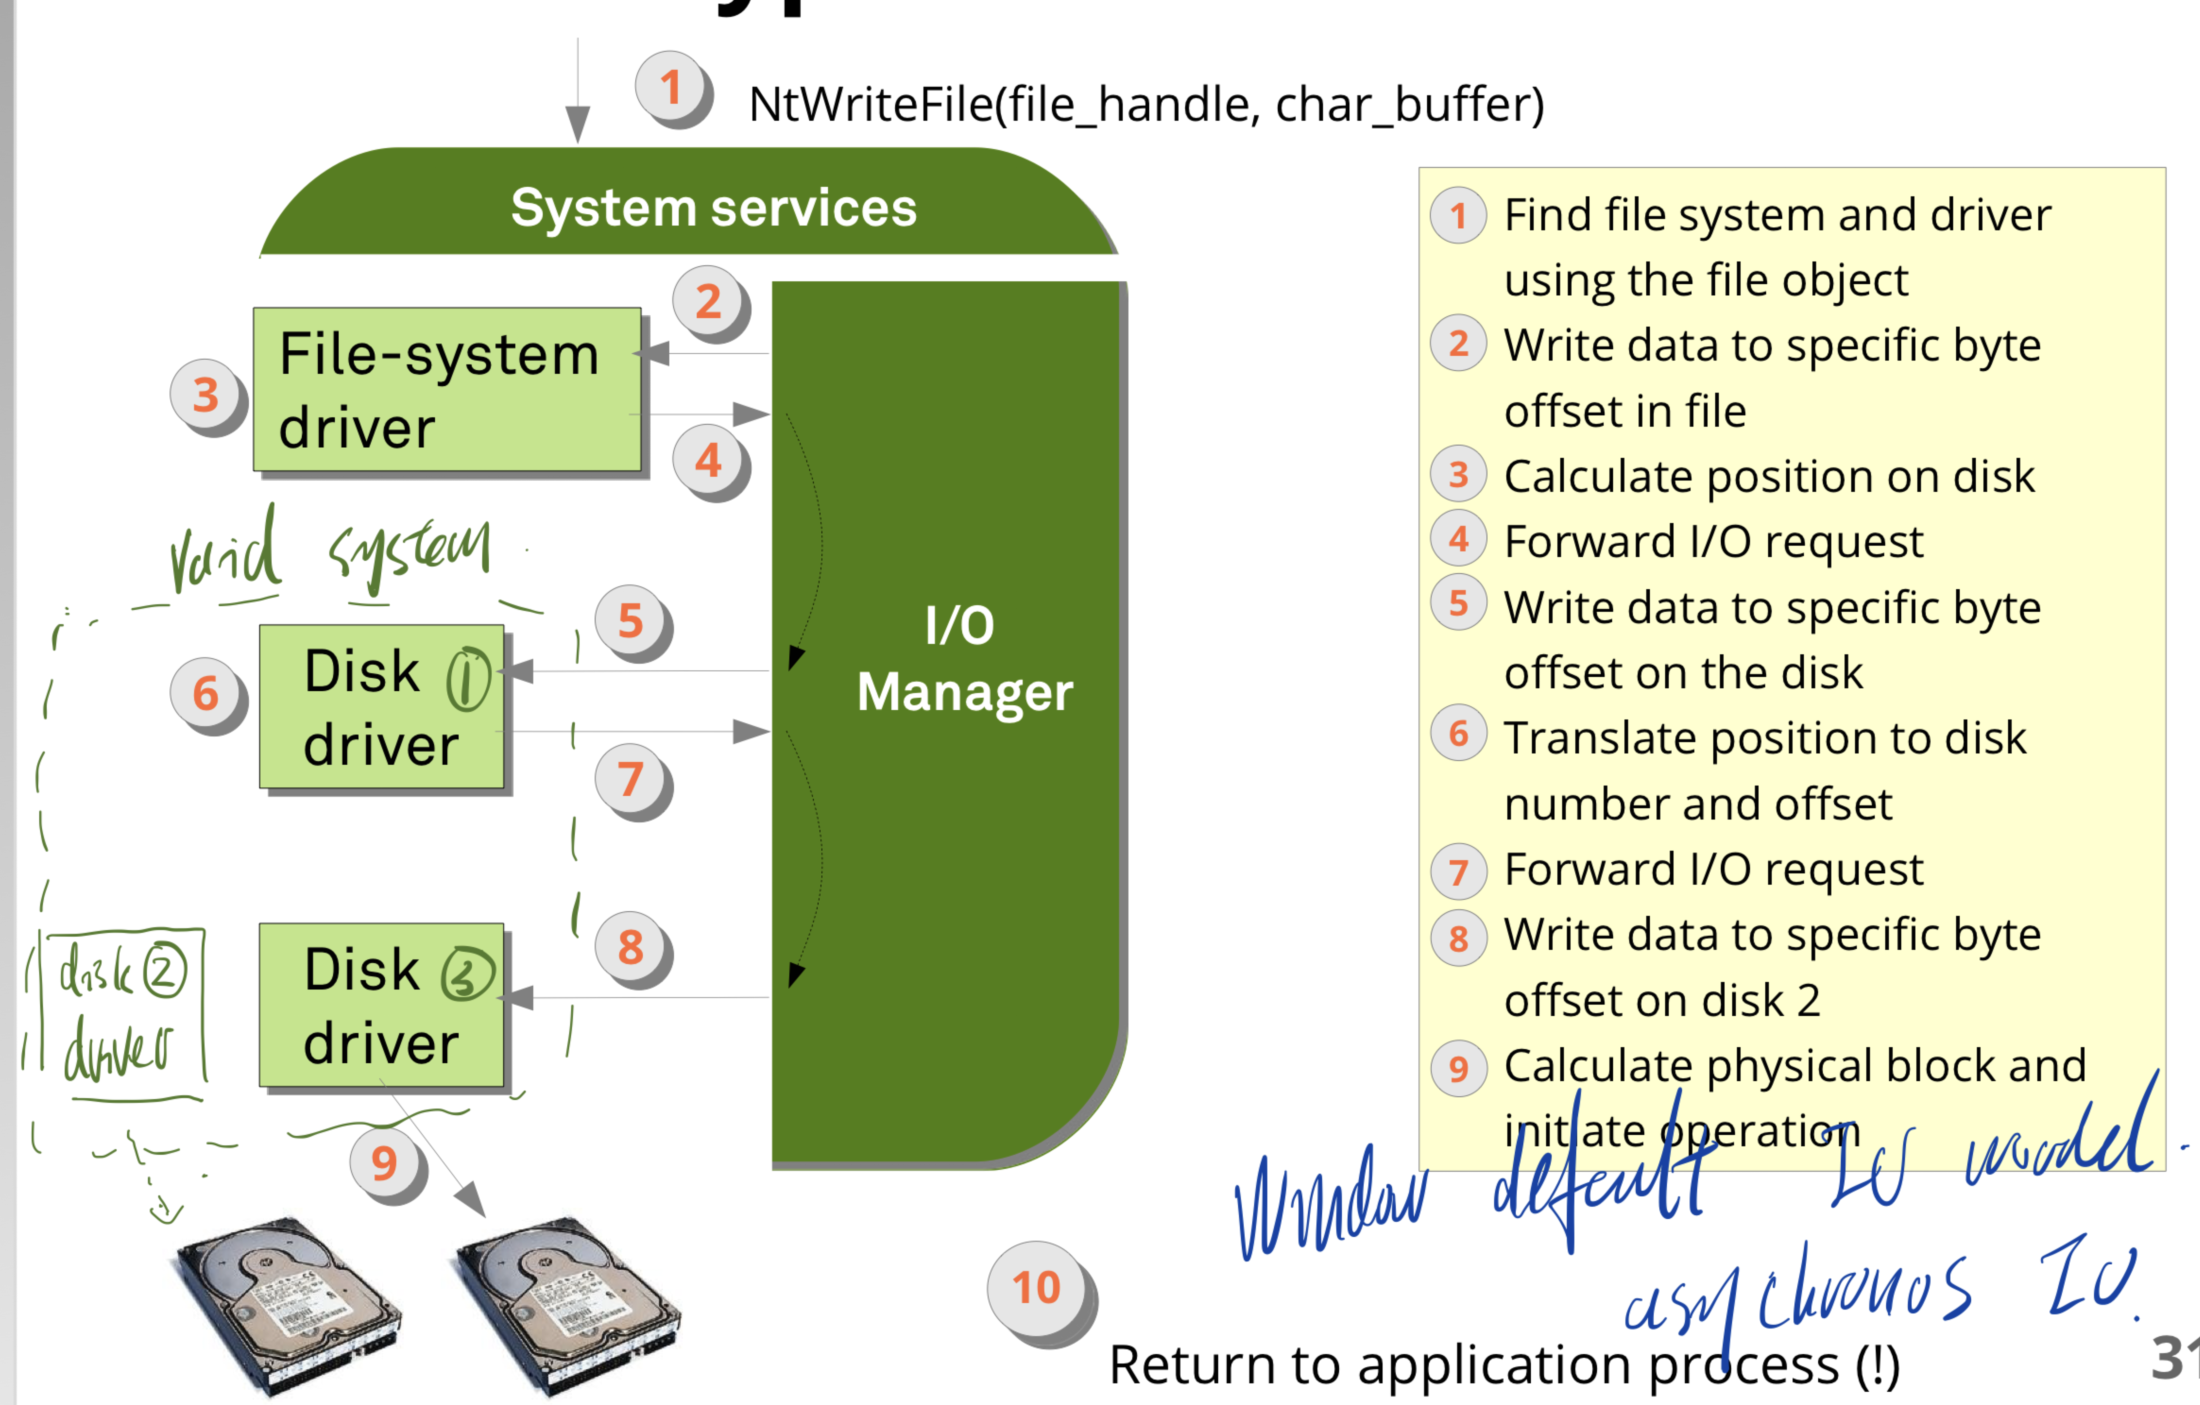 1
NtWriteFile(file_handle, char_buffer)
System services
2
File-system
driver
3
4
system
5
Disk 1
driver
6
7
I/O
Manager
disk 2
driver
Disk 3
driver
8
9
1 Find file system and driver
using the file object
2 Write data to specific byte
offset in file
3 Calculate position on disk
4 Forward I/O request
5 Write data to specific byte
offset on the disk
6 Translate position to disk
number and offset
7 Forward I/O request
8 Write data to specific byte
offset on disk 2
9 Calculate physical block and
initiate operation
Window default IO model.
asychronos IO.
10
Return to application process (!)